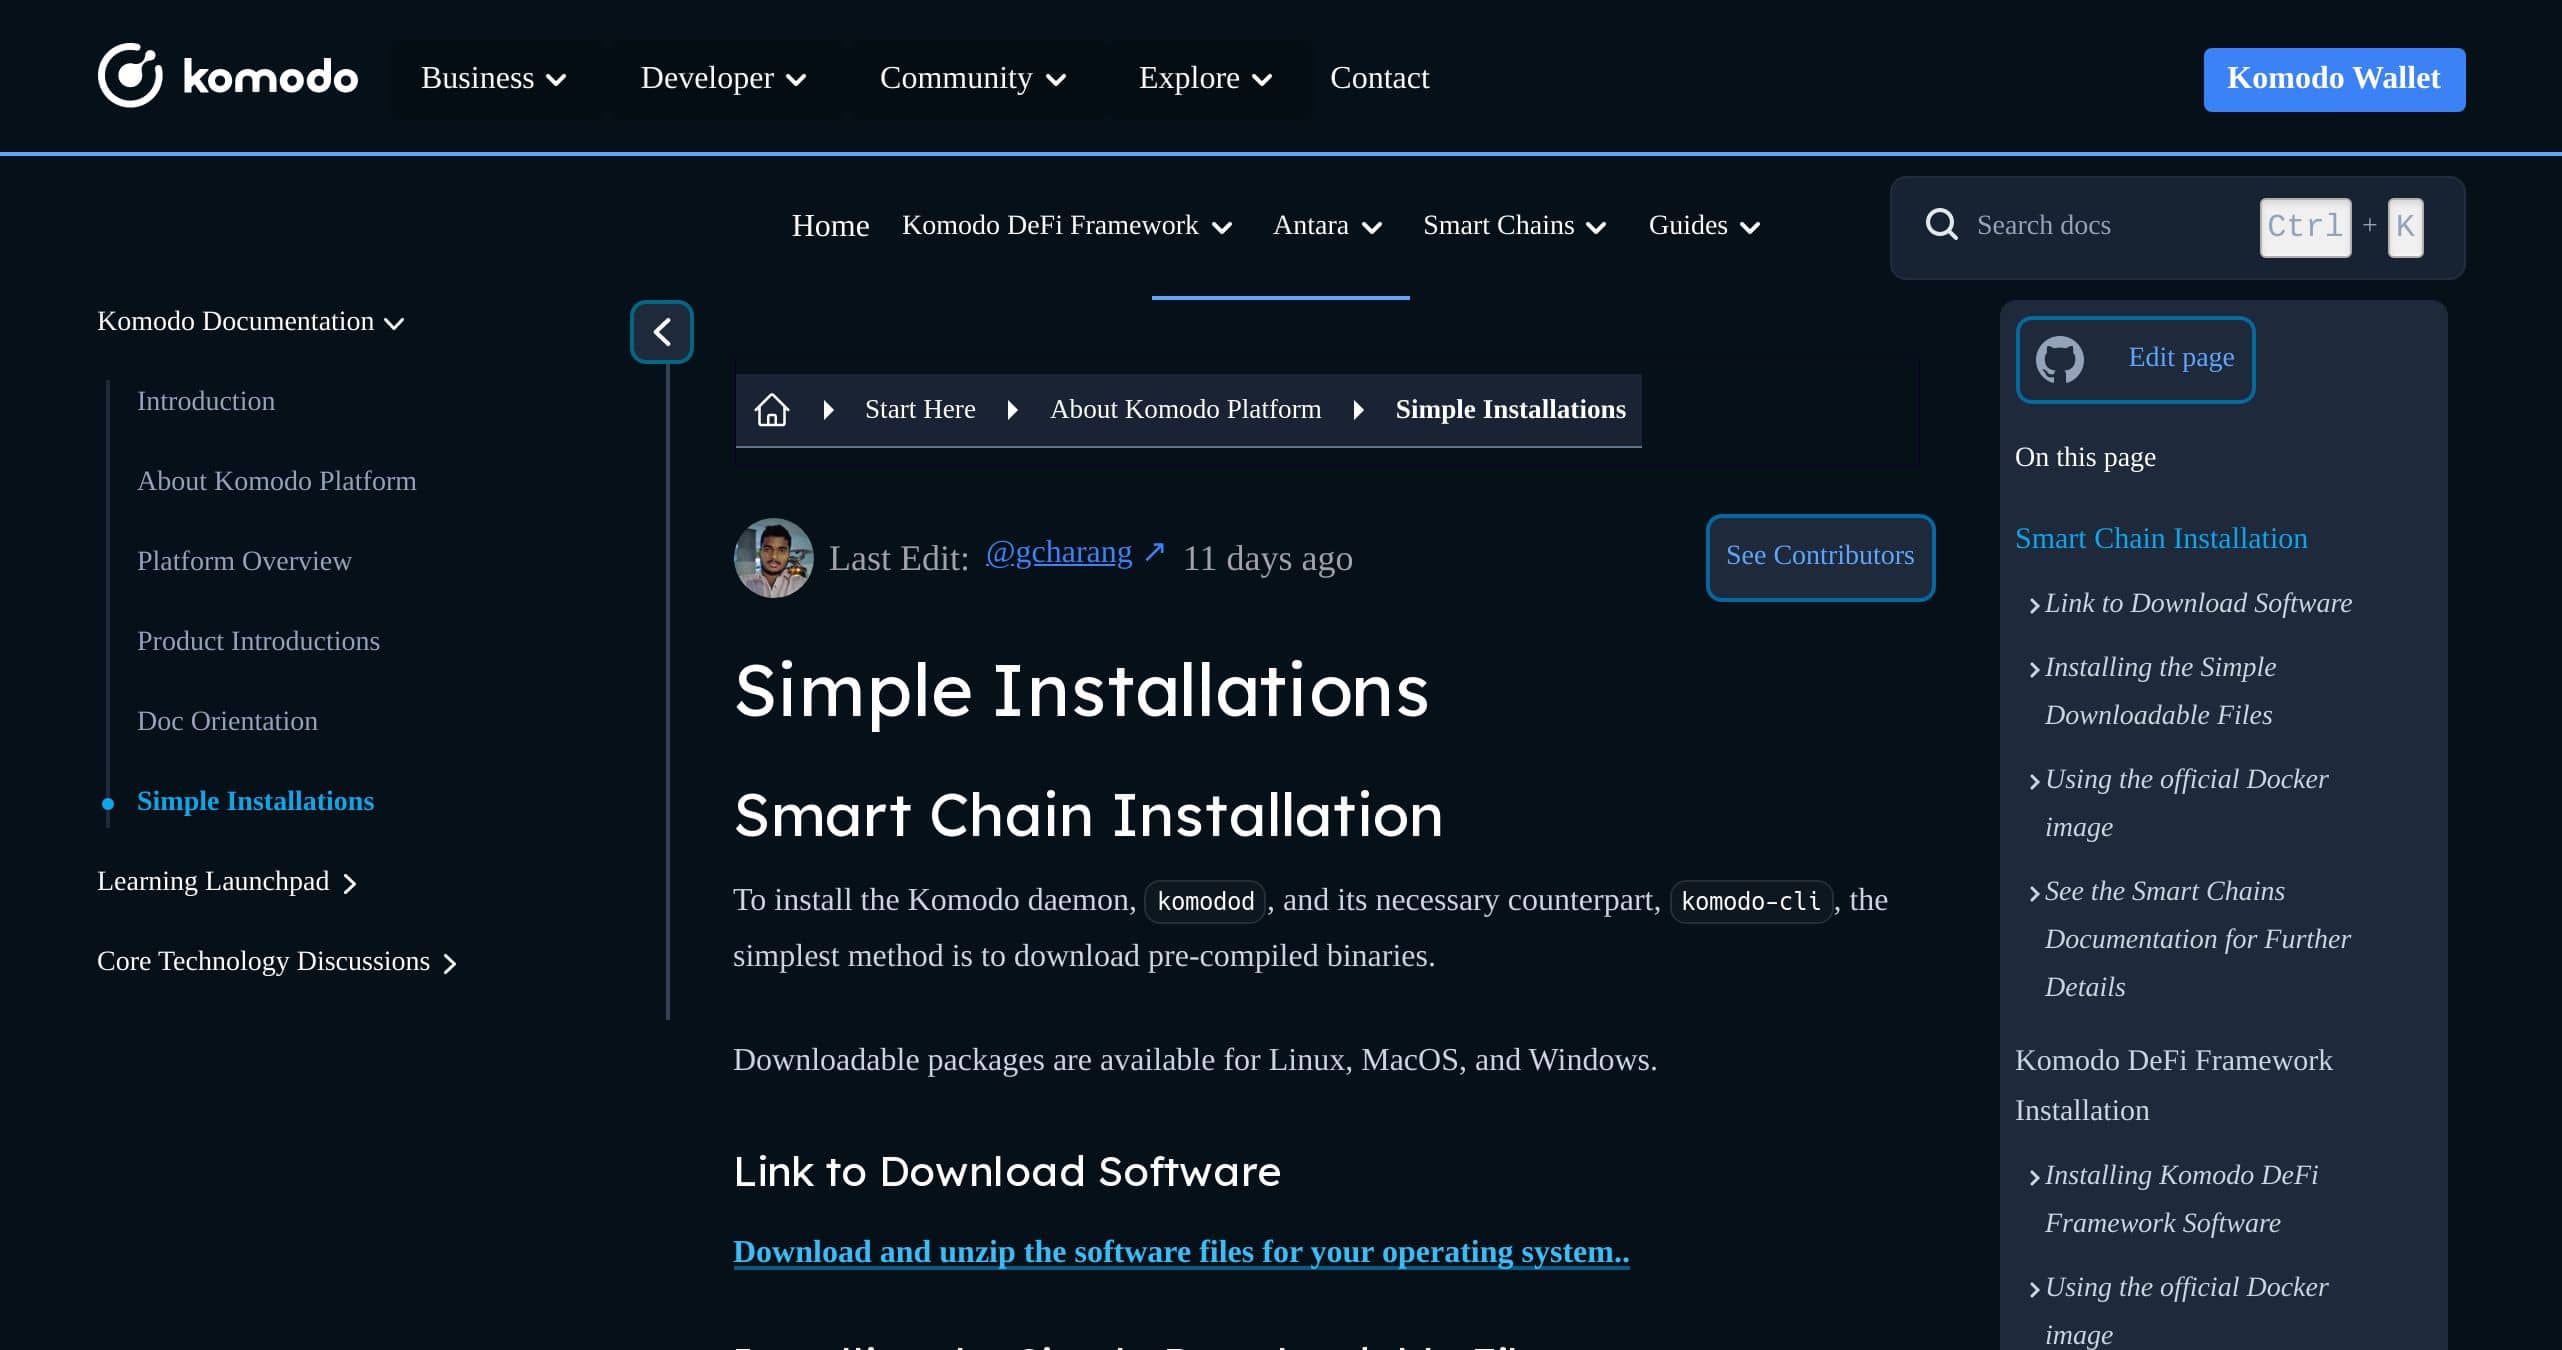 komodo Business Developer Community Explore Contact Komodo Wallet
Home Komodo DeFi Framework Antara Smart Chains Guides Search docs Ctrl + K
Komodo Documentation
Introduction
About Komodo Platform
Platform Overview
Product Introductions
Doc Orientation
Simple Installations
Learning Launchpad
Core Technology Discussions
Start Here About Komodo Platform Simple Installations
Last Edit: @gcharang ↗ 11 days ago See Contributors
Simple Installations
Smart Chain Installation
To install the Komodo daemon, komodod, and its necessary counterpart, komodo-cli, the
simplest method is to download pre-compiled binaries.
Downloadable packages are available for Linux, MacOS, and Windows.
Link to Download Software
Download and unzip the software files for your operating system..
Edit page
On this page
Smart Chain Installation
Link to Download Software
Installing the Simple
Downloadable Files
Using the official Docker
image
See the Smart Chains
Documentation for Further
Details
Komodo DeFi Framework
Installation
Installing Komodo DeFi
Framework Software
Using the official Docker
image